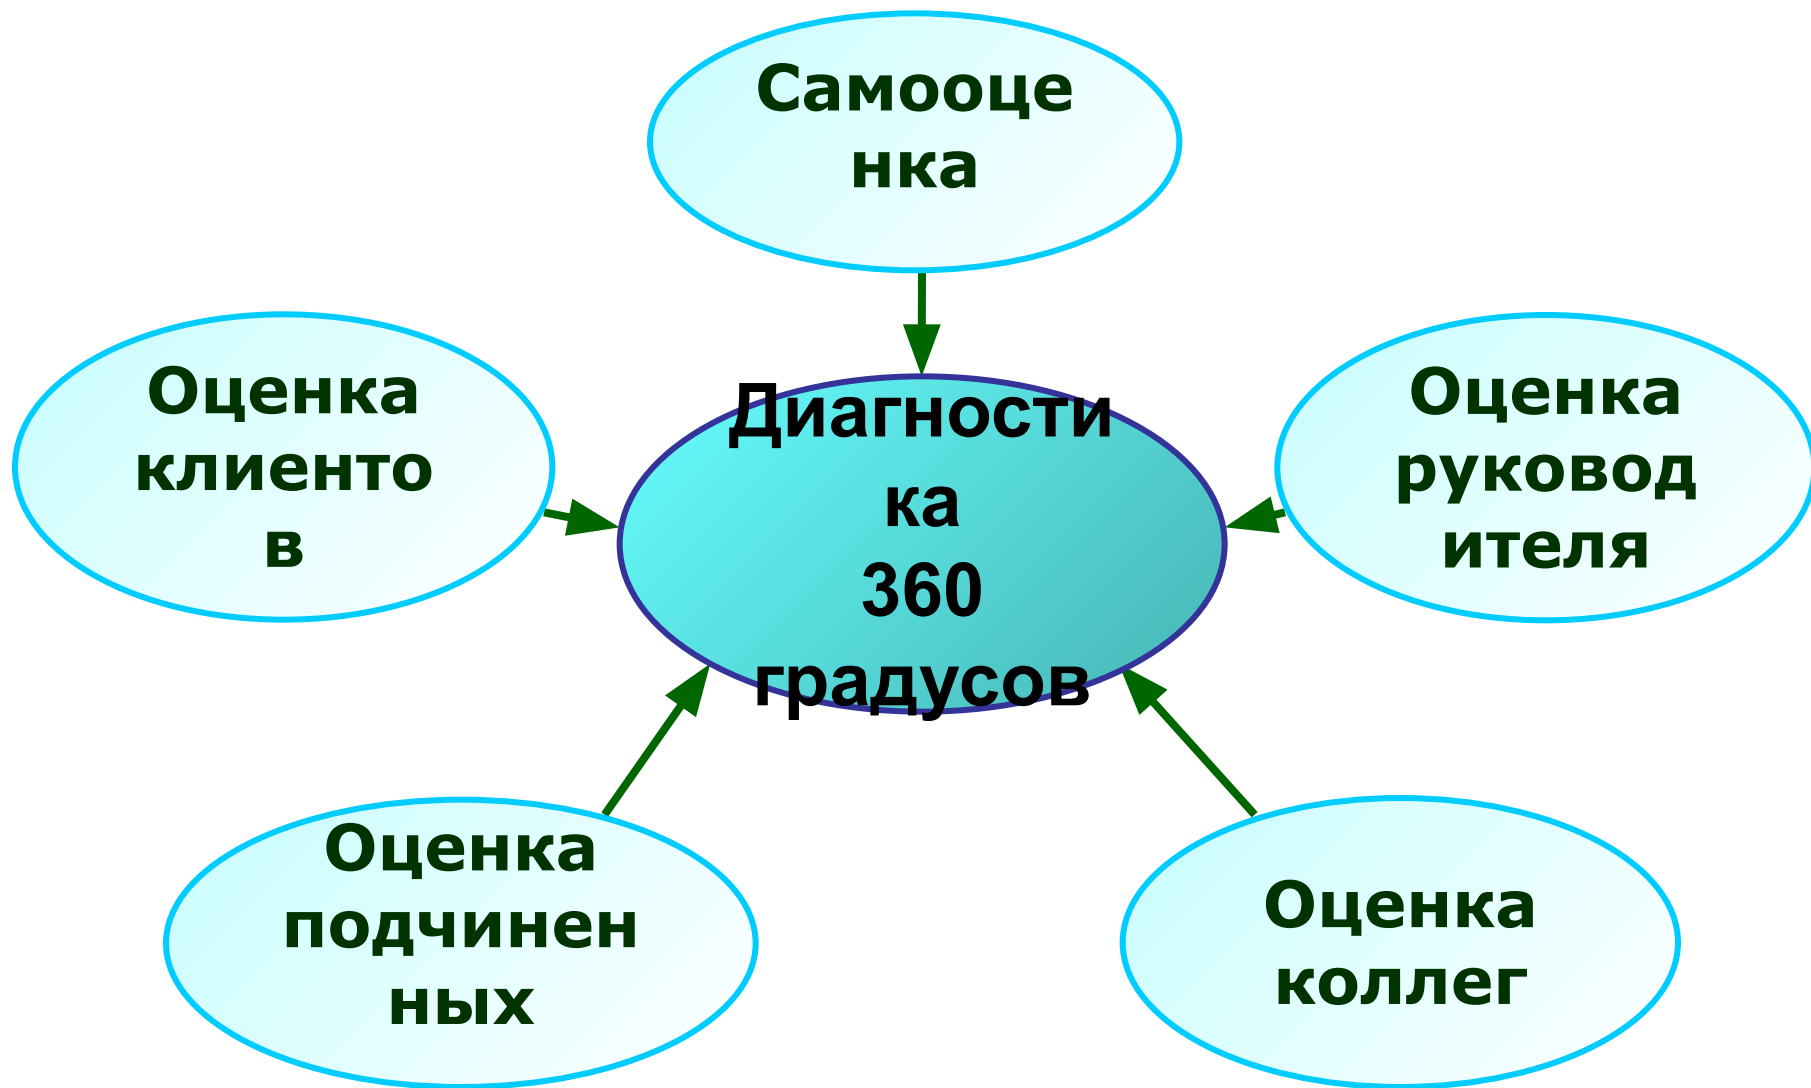 Самооце
нка
Оценка
клиенто
в
Диагности
ка
360
градусов
Оценка
руковод
ителя
Оценка
подчинен
ных
Оценка
коллег